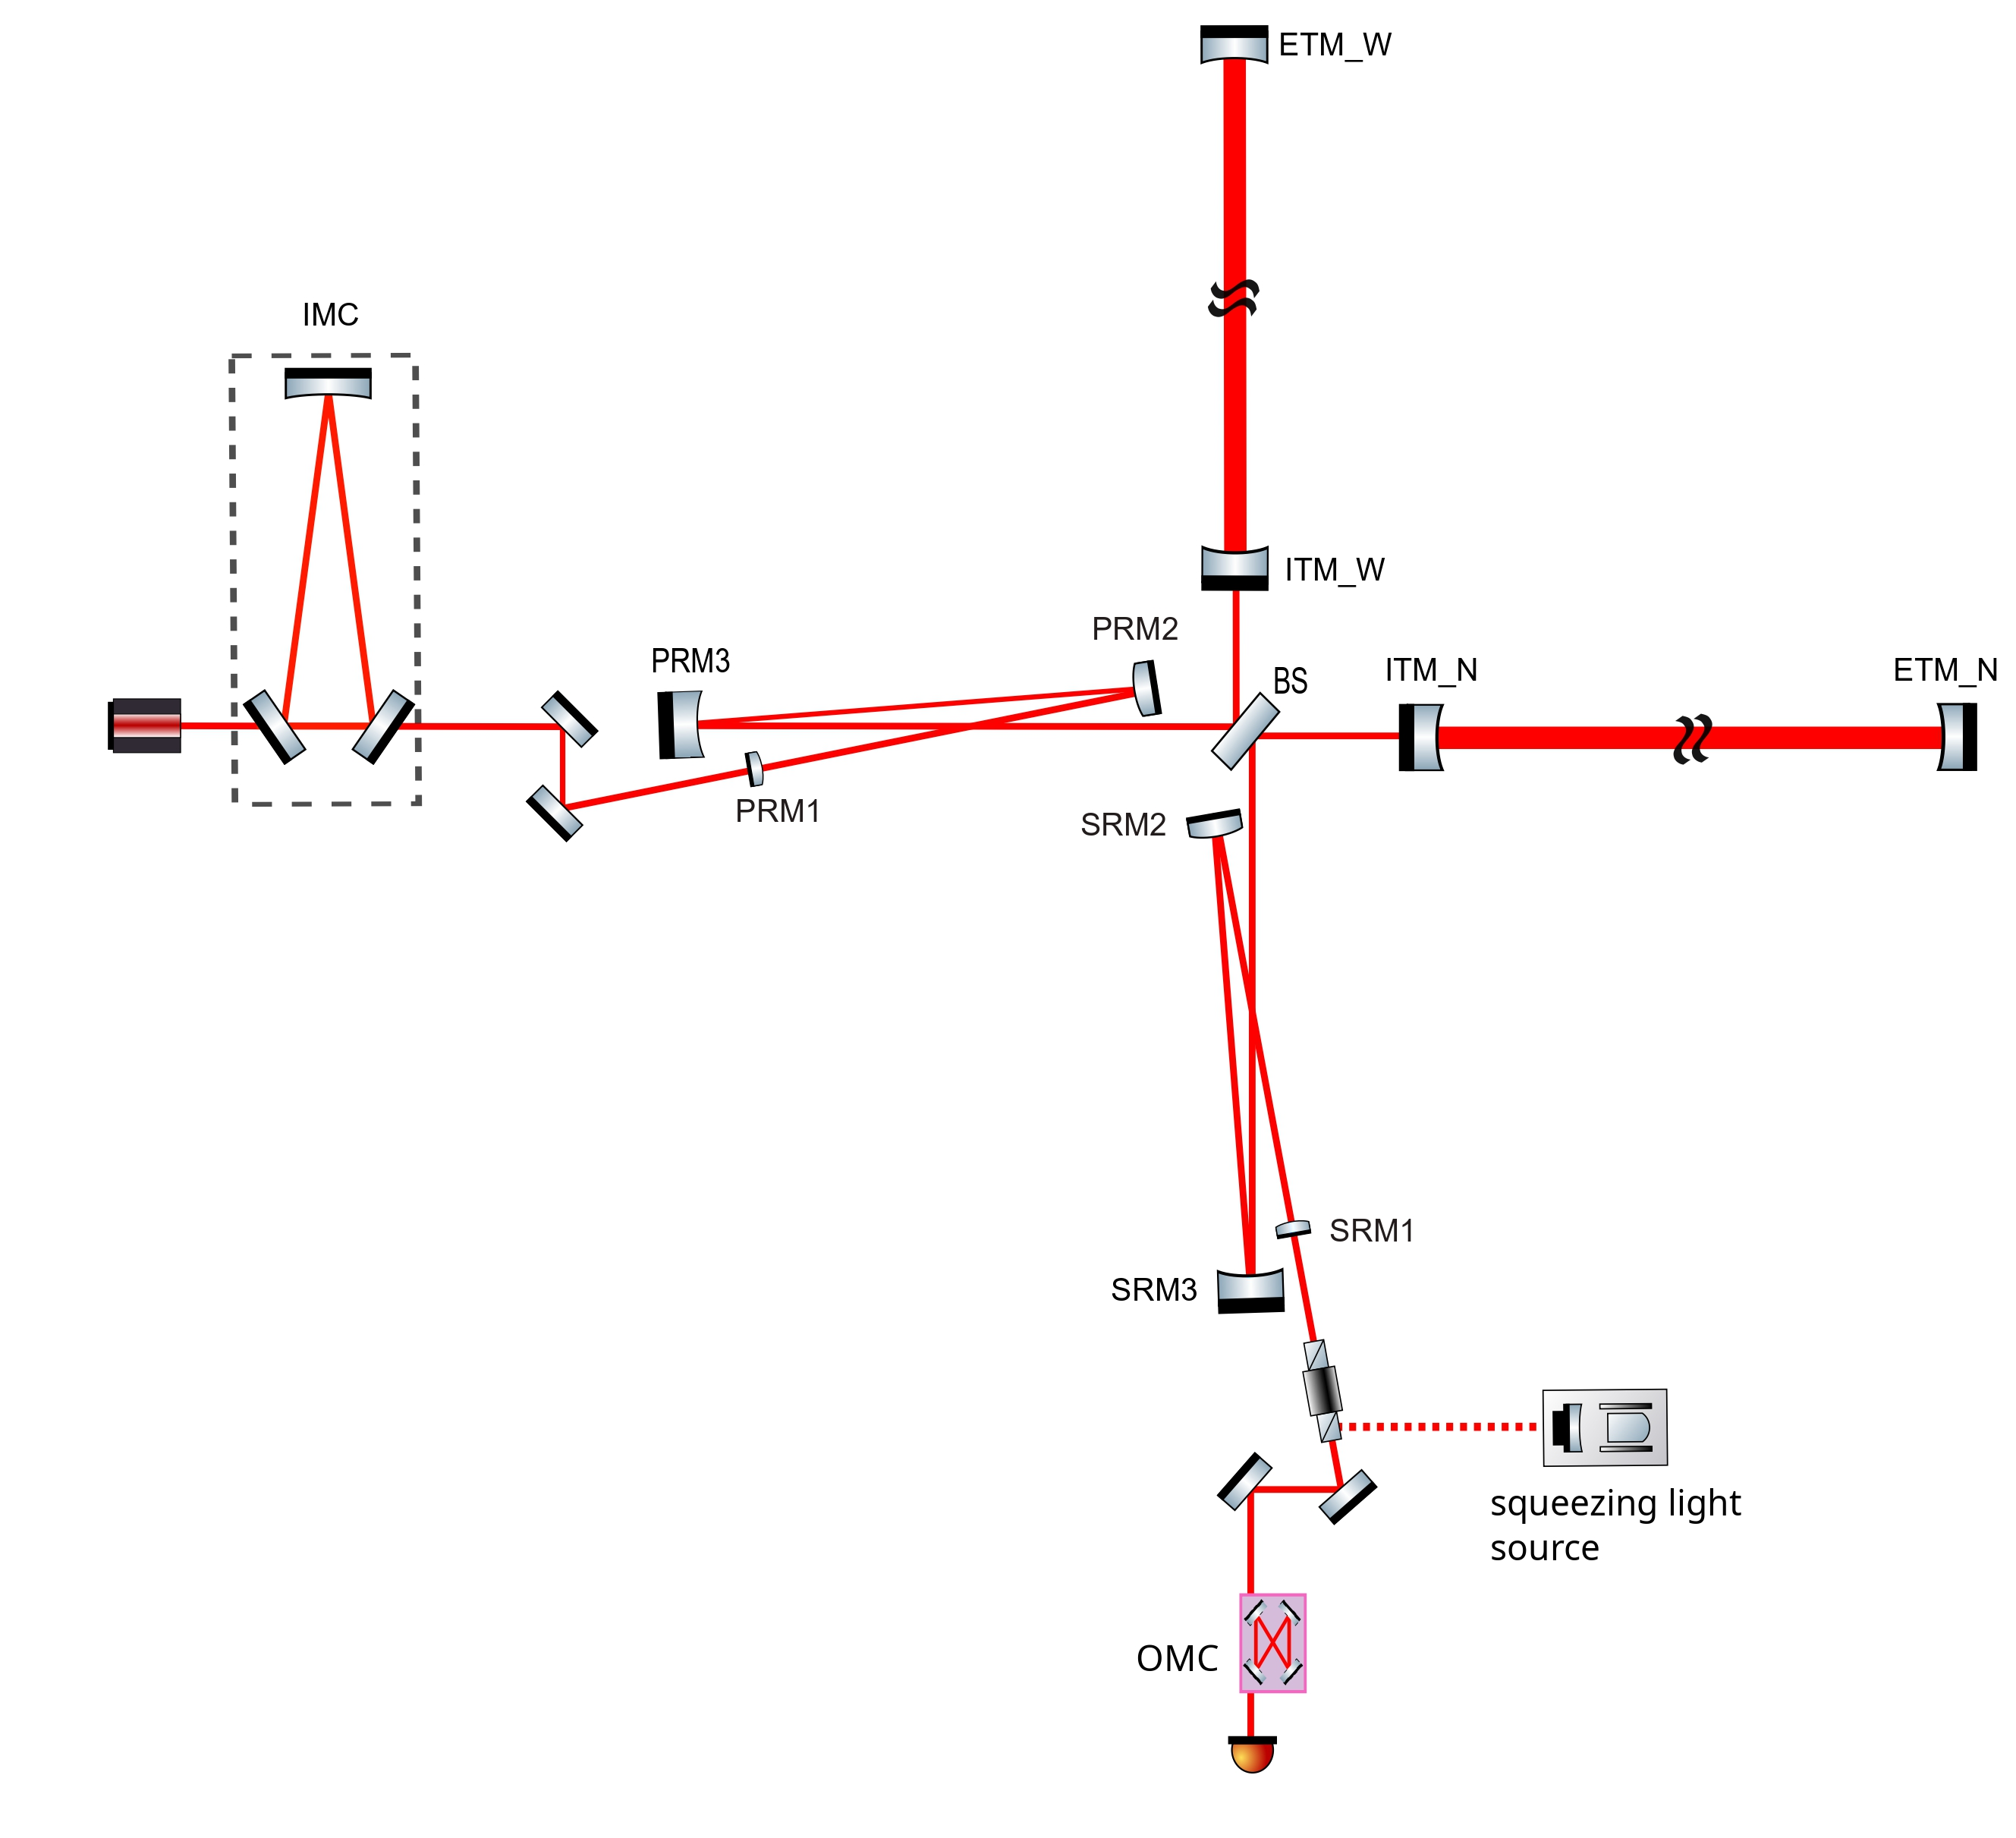 ETM_W
IMC
ITM_W
PRM2
PRM3
BS
ITM_N
ETM_N
PRM1
SRM2
SRM1
SRM3
squeezing light
source
OMC